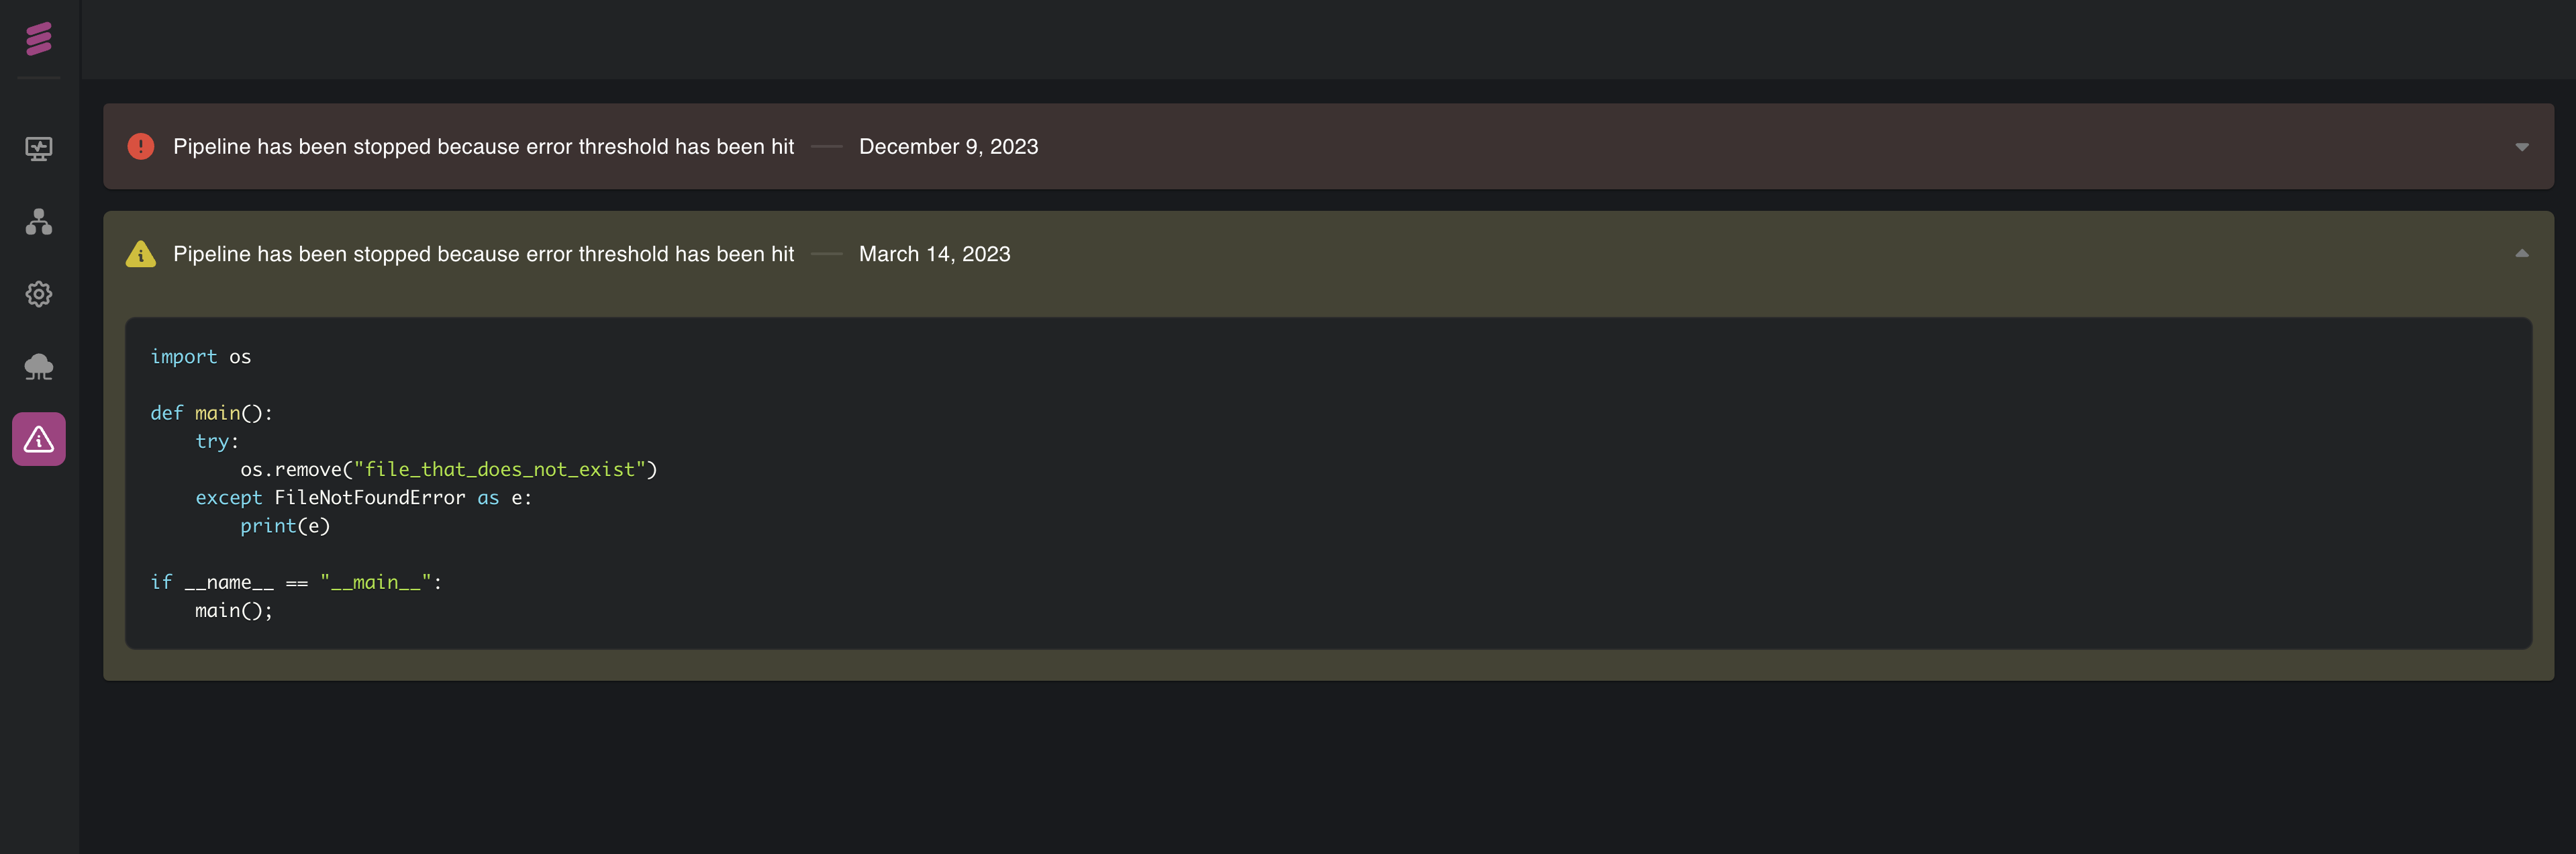 Pipeline has been stopped because error threshold has been hit — December 9, 2023
Pipeline has been stopped because error threshold has been hit — March 14, 2023
import os
def main():
    try:
        os.remove("file_that_does_not_exist")
    except FileNotFoundError as e:
        print(e)
if __name__ == "__main__":
    main();